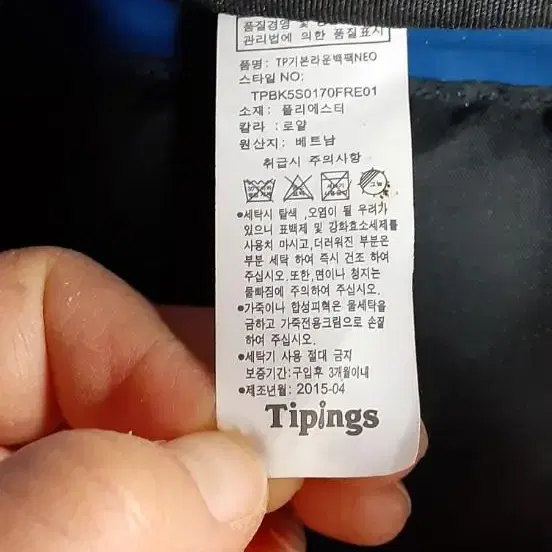 품질경영 및
관리법에 의한 품질표시
품명: TP기본라운백팩NEO
스타일 NO:
TPBK5S0170FRE01
소재: 폴리에스터
칼라 : 로얄
원산지: 베트남
취급시 주의사항
그늘
●세탁시 탈색 ,오염이 될 우려가
있으니 표백제 및 강화효소세제를
사용치 마시고,더러워진 부분은
부분 세탁 하여 즉시 건조 하여
주십시오.또한,면이나 청지는
물빠짐에 주의하여 주십시오.
●가죽이나 합성피혁은 물세탁을
금하고 가죽전용크림으로 손질
하여 주십시오.
●세탁기 사용 절대 금지
보증기간:구입후 3개월이내
●제조년월: 2015-04
Tipings